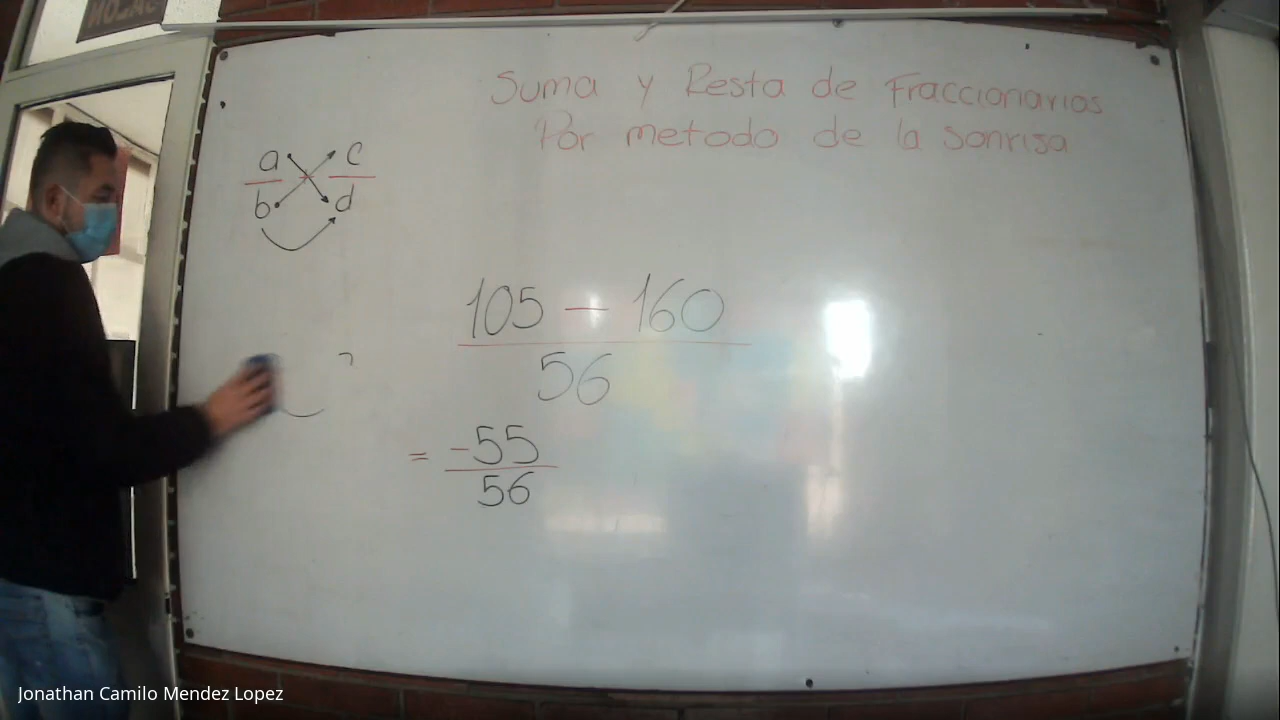 Suma y Resta de Fraccionarios
Por metodo de la sonrisa
a c
b d
105 - 160
56
= -55
56
Jonathan Camilo Mendez Lopez